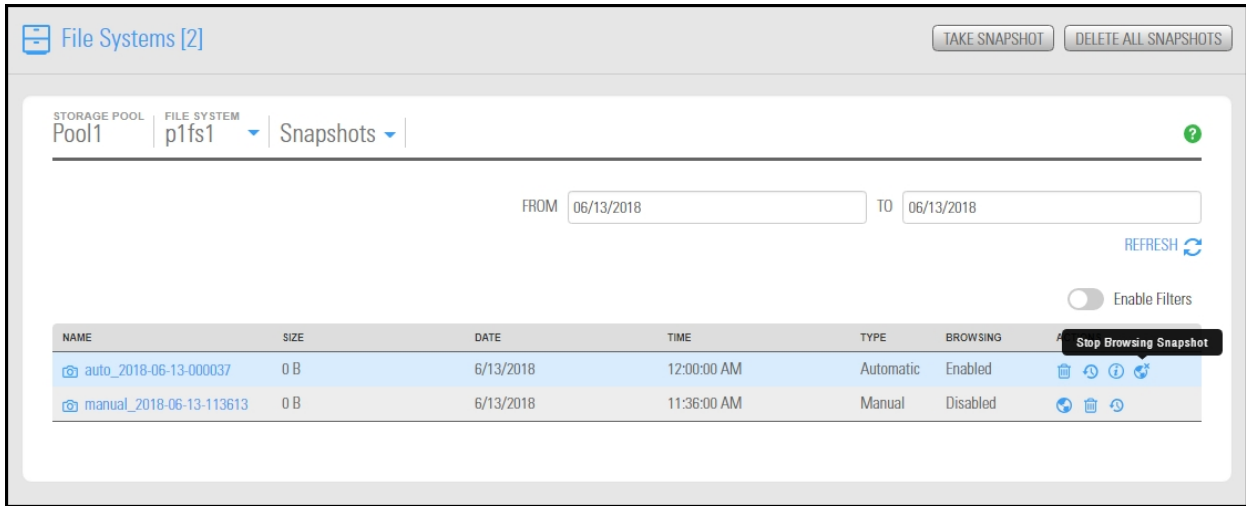 File Systems [2]
TAKE SNAPSHOT
DELETE ALL SNAPSHOTS
STORAGE POOL
FILE SYSTEM
Pool1
p1fs1
Snapshots
?
FROM 06/13/2018 TO 06/13/2018
REFRESH
Enable Filters
NAME SIZE DATE TIME TYPE BROWSING
Stop Browsing Snapshot
auto_2018-06-13-000037 0 B 6/13/2018 12:00:00 AM Automatic Enabled
manual_2018-06-13-113613 0 B 6/13/2018 11:36:00 AM Manual Disabled